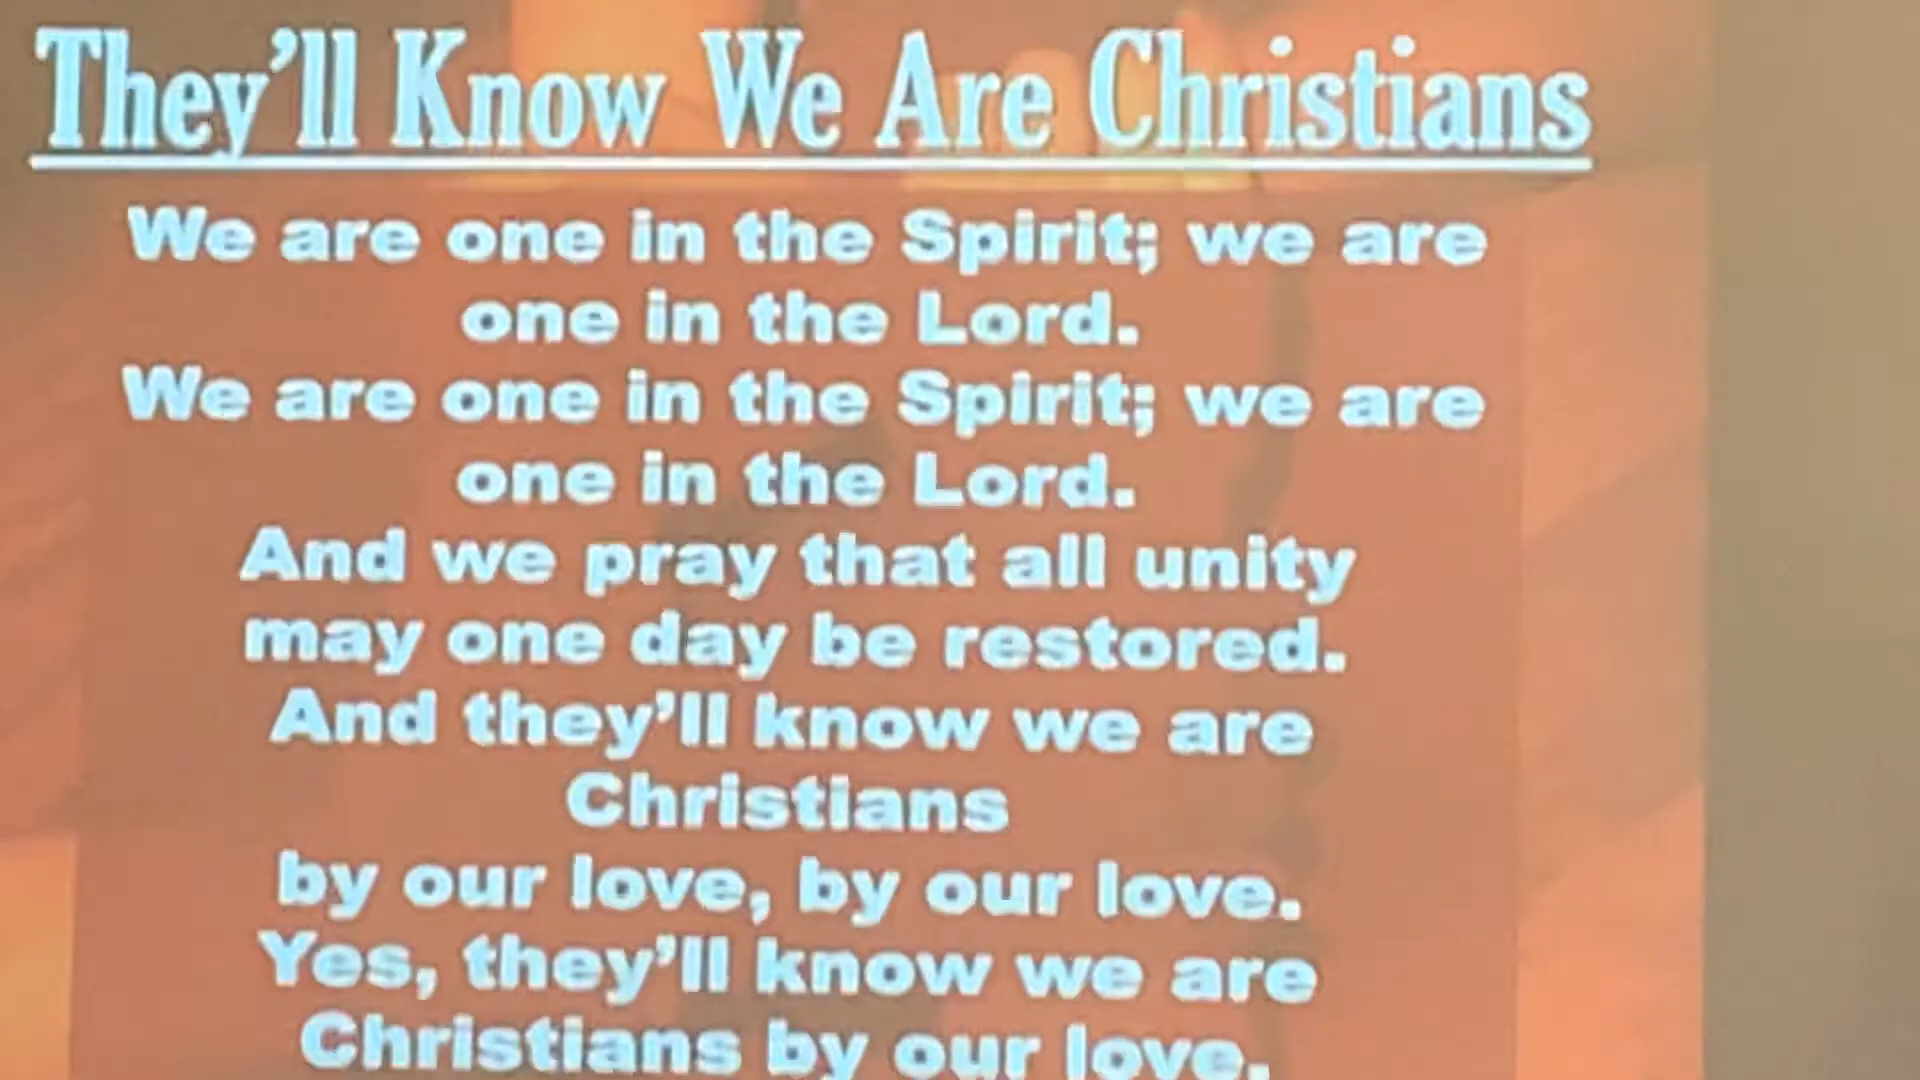 They’ll Know We Are Christians
We are one in the Spirit; we are
one in the Lord.
We are one in the Spirit; we are
one in the Lord.
And we pray that all unity
may one day be restored.
And they’ll know we are
Christians
by our love, by our love.
Yes, they’ll know we are
Christians by our love.